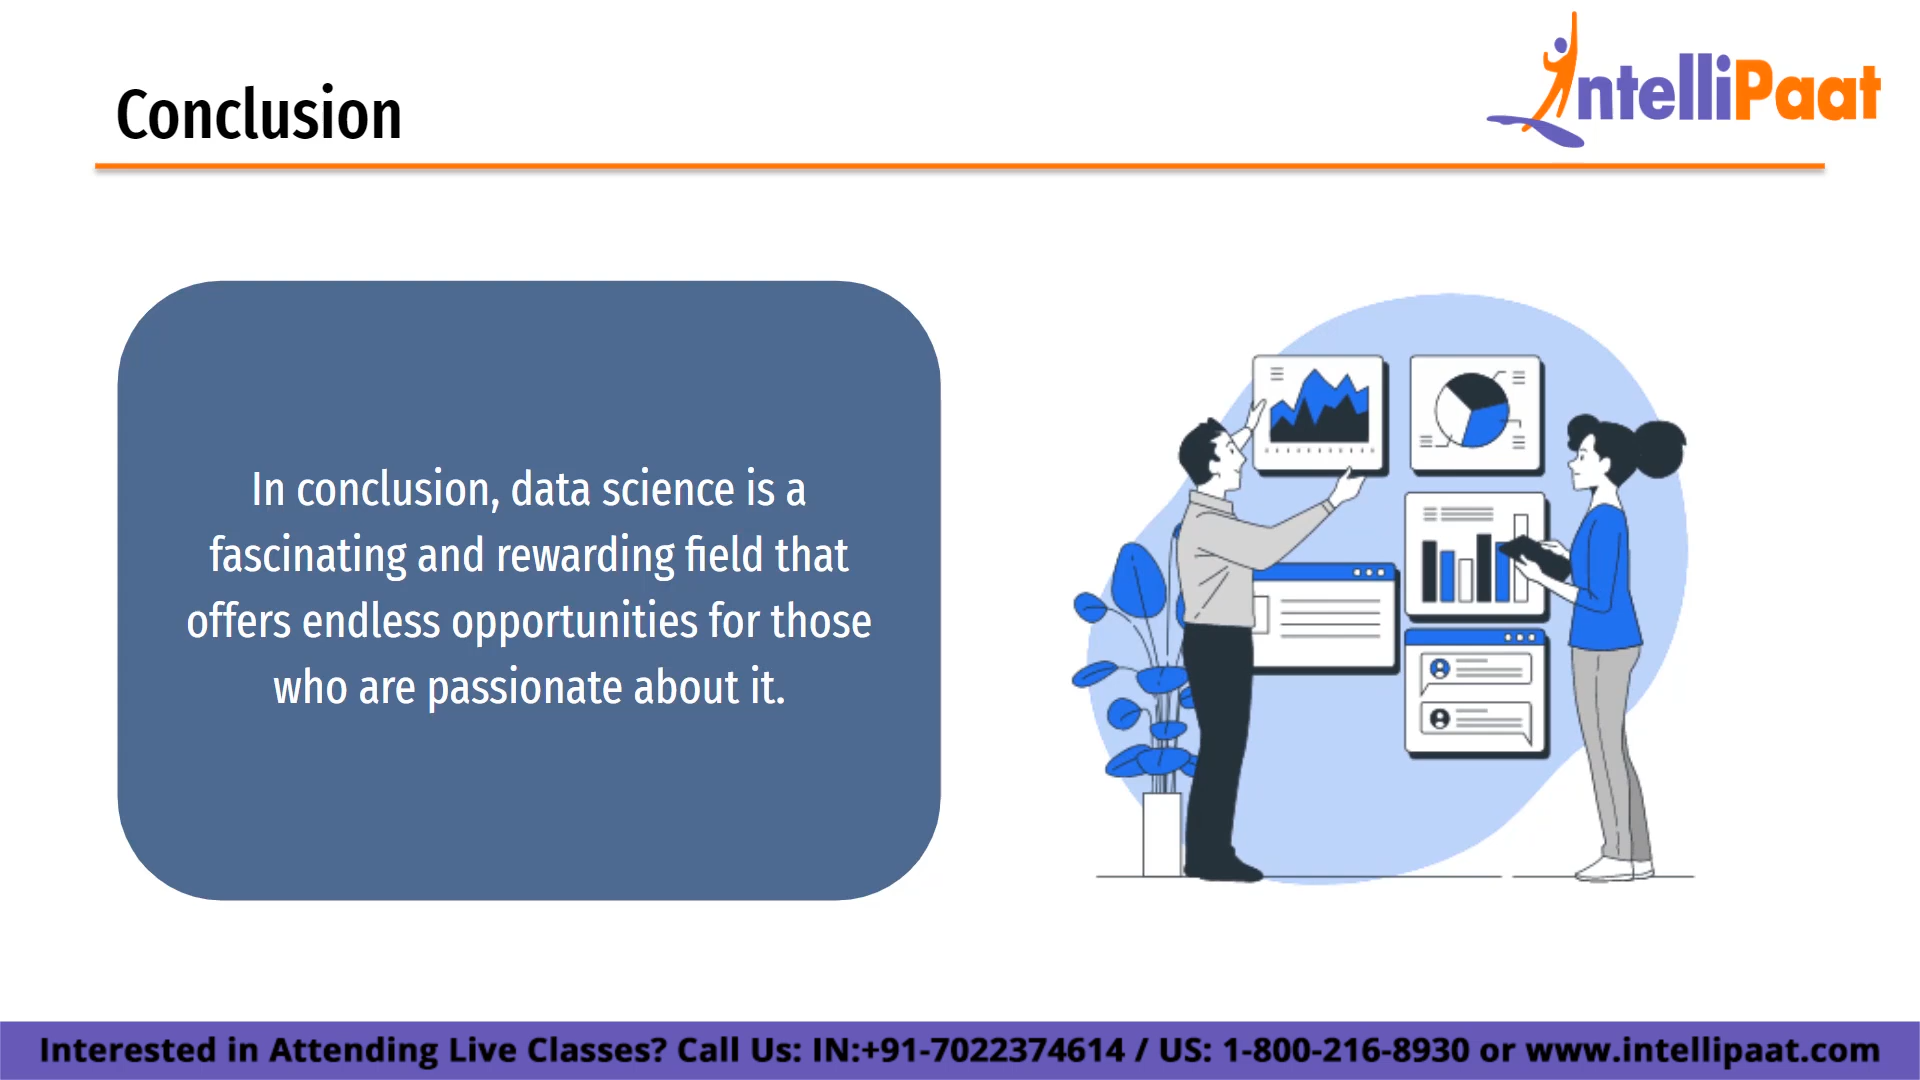 Conclusion
IntelliPaat
In conclusion, data science is a
fascinating and rewarding field that
offers endless opportunities for those
who are passionate about it.
Interested in Attending Live Classes? Call Us: IN:+91-7022374614 / US: 1-800-216-8930 or www.intellipaat.com